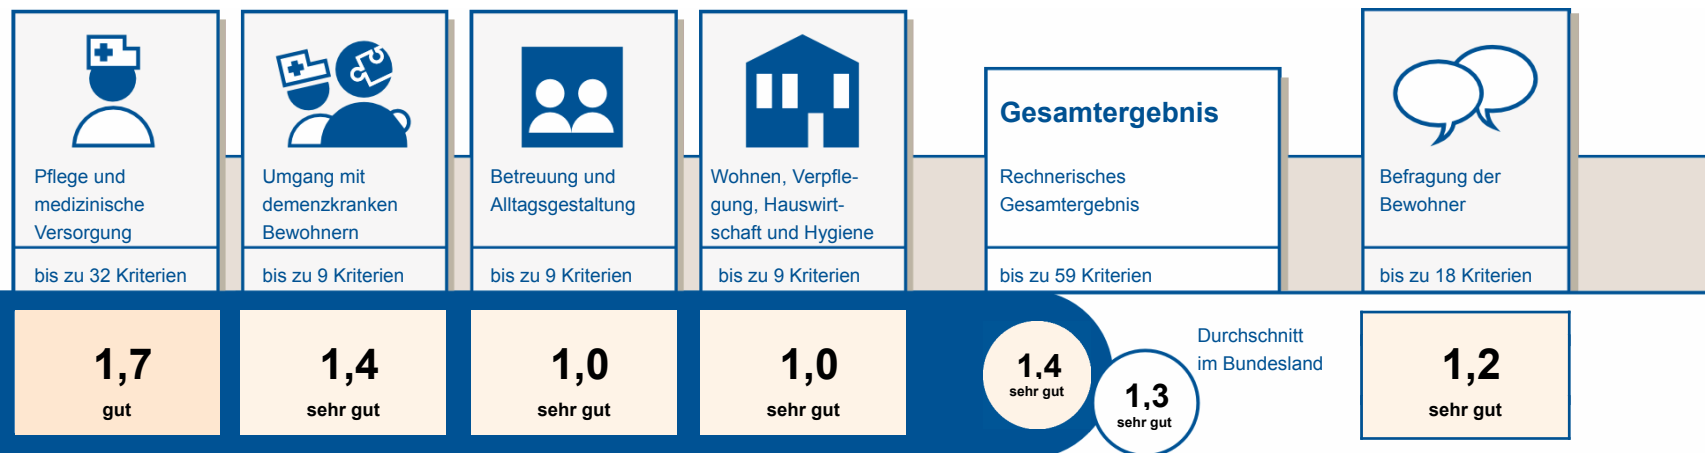 Pflege und
medizinische
Versorgung
bis zu 32 Kriterien
1,7
gut
Umgang mit
demenzkranken
Bewohnern
bis zu 9 Kriterien
1,4
sehr gut
Betreuung und
Alltagsgestaltung
bis zu 9 Kriterien
1,0
sehr gut
Wohnen, Verpfle-
gung, Hauswirt-
schaft und Hygiene
bis zu 9 Kriterien
1,0
sehr gut
Gesamtergebnis
Rechnerisches
Gesamtergebnis
bis zu 59 Kriterien
1,4
sehr gut
1,3
sehr gut
Durchschnitt
im Bundesland
Befragung der
Bewohner
bis zu 18 Kriterien
1,2
sehr gut